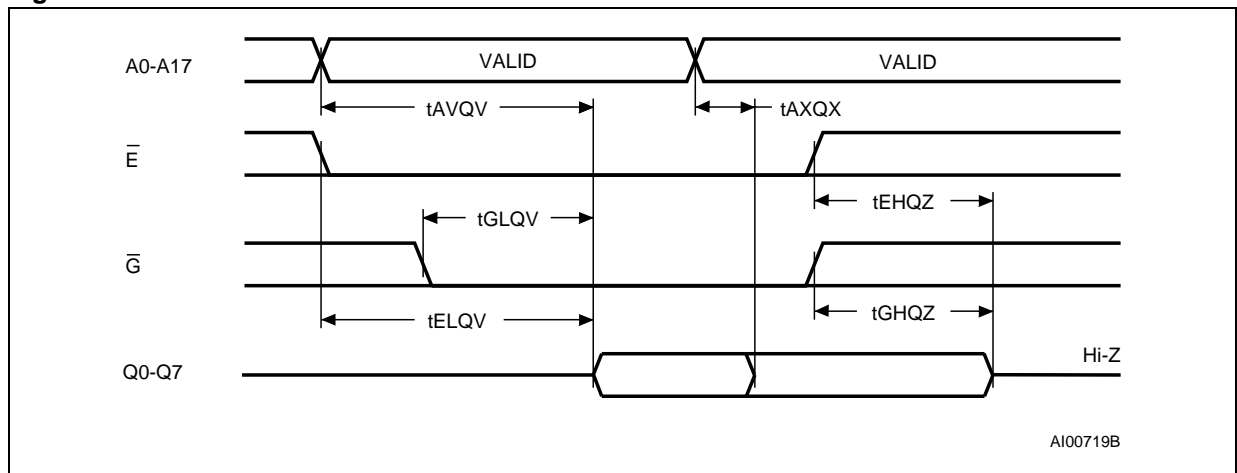 A0-A17
VALID
VALID
tAVQV
tAXQX
E̅
tEHQZ
tGLQV
G̅
tGHQZ
tELQV
Q0-Q7
Hi-Z
AI00719B